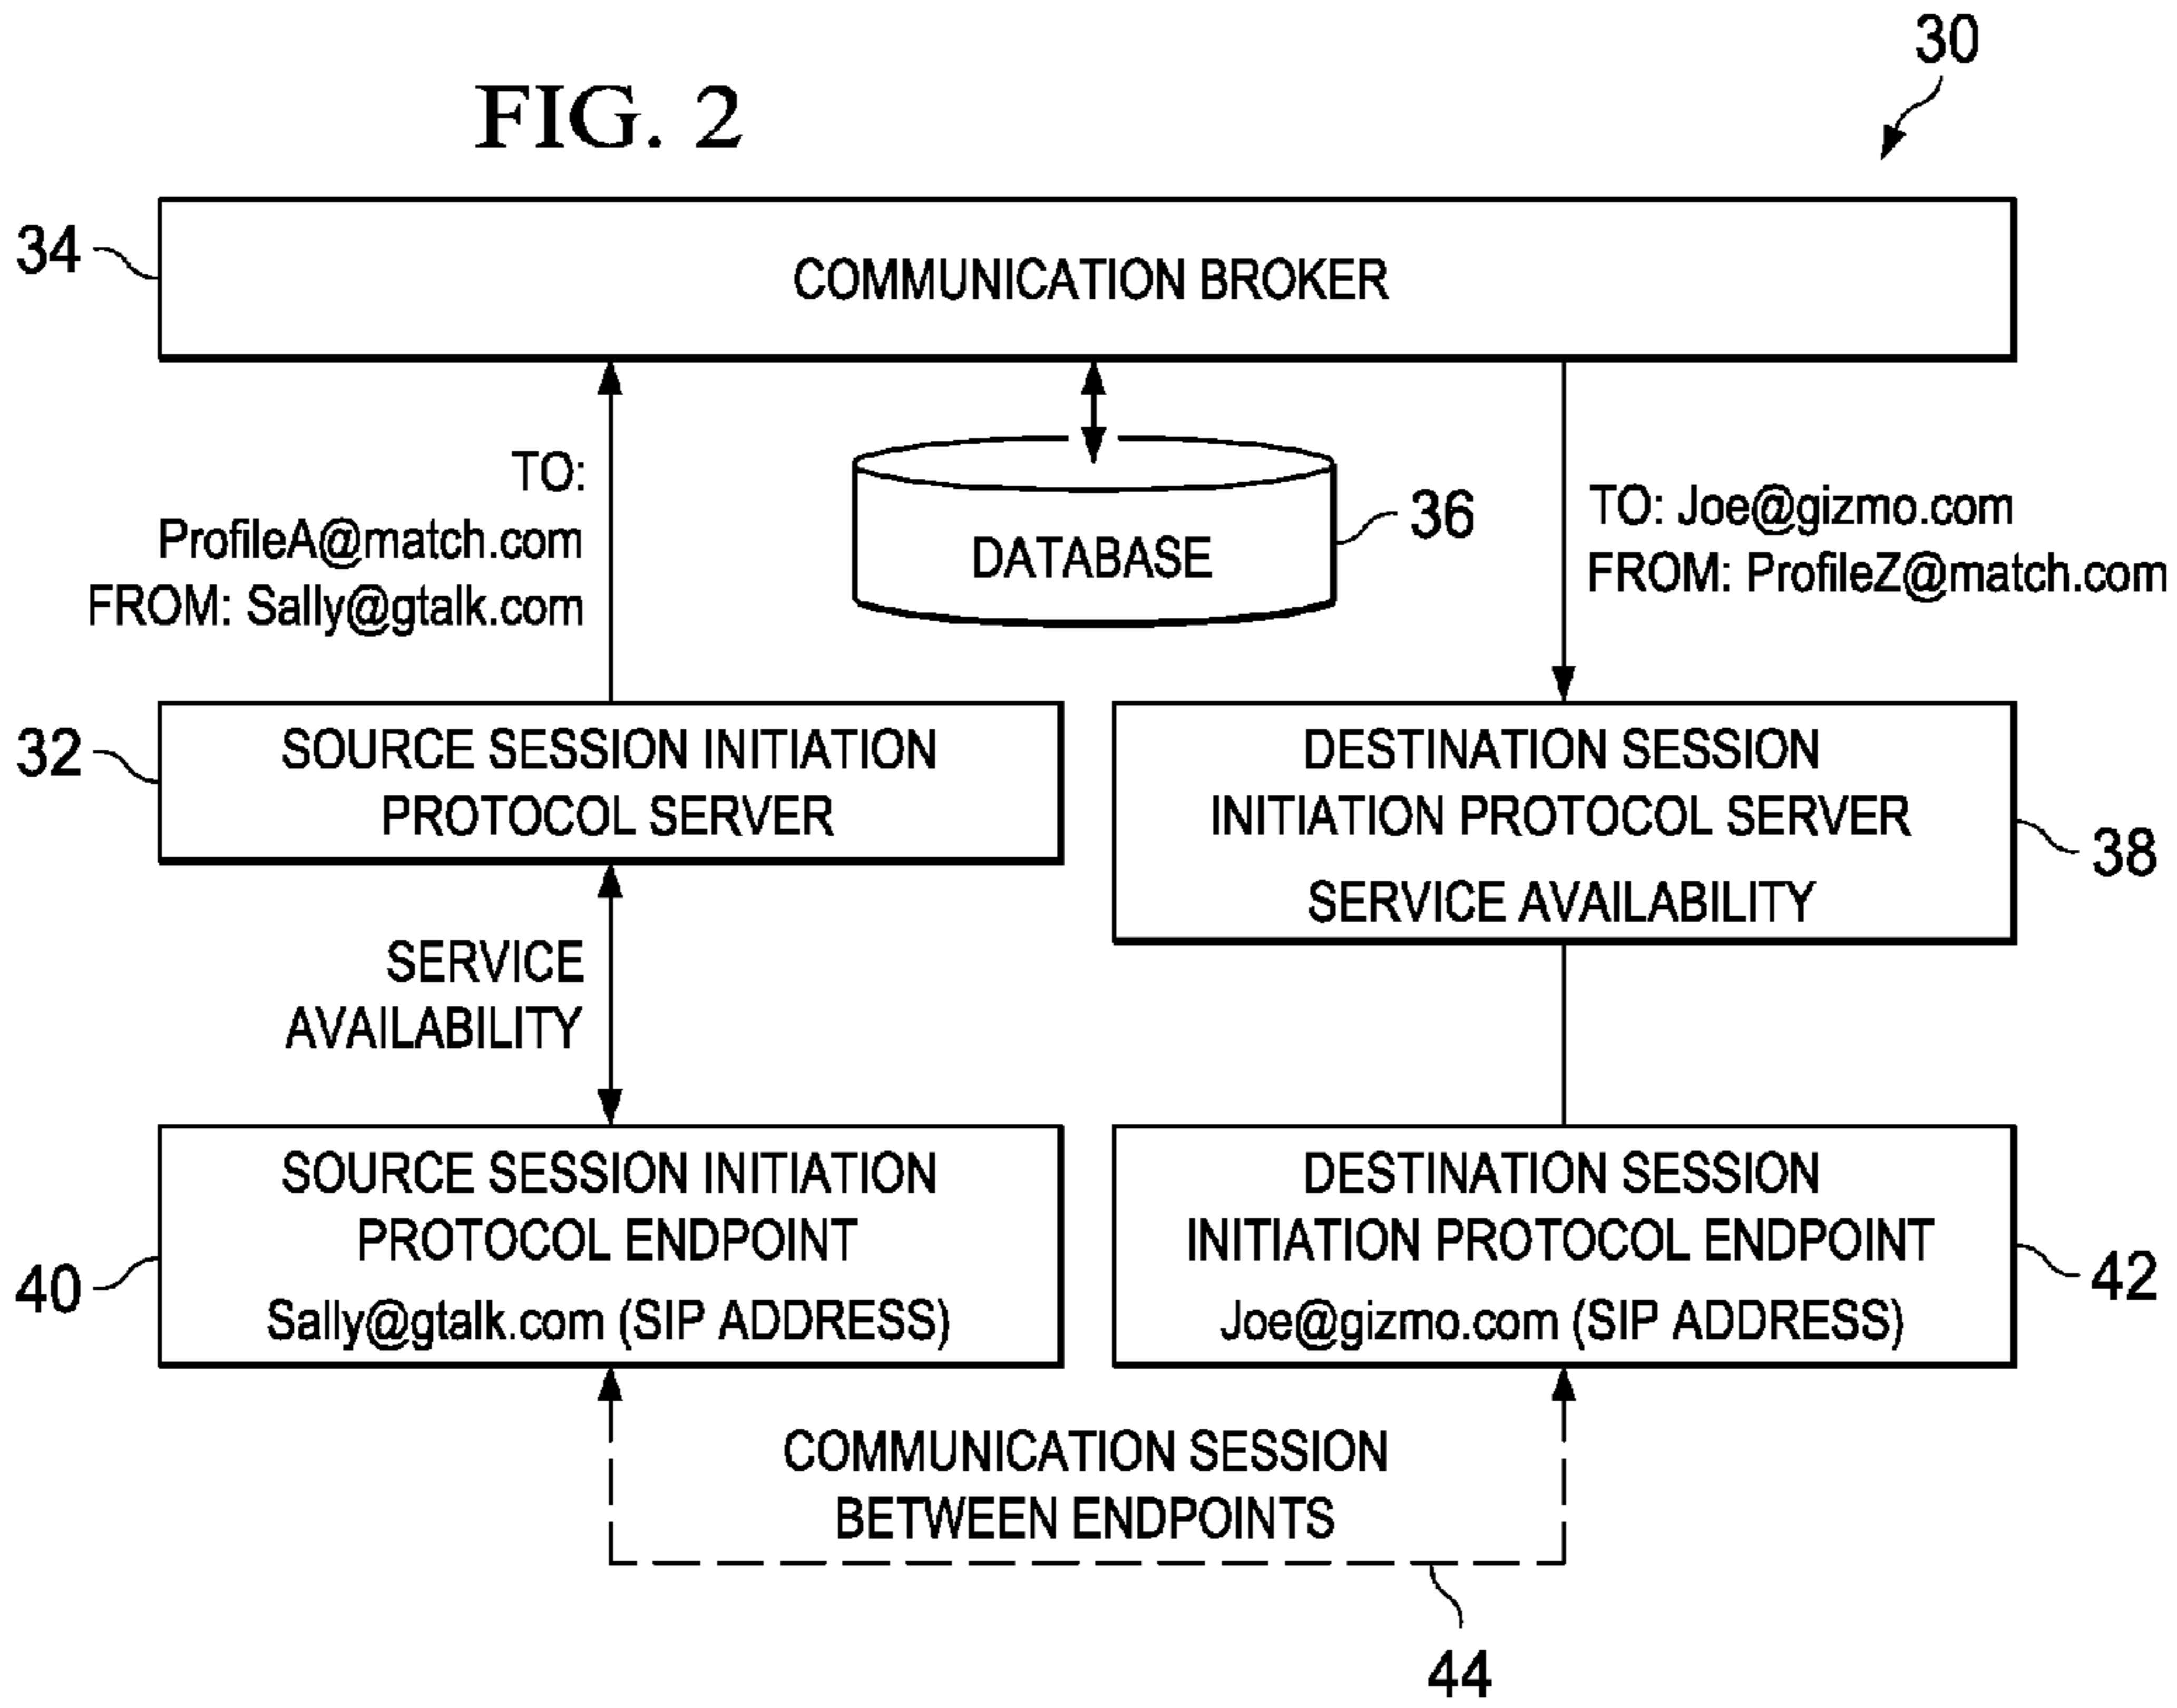 30
FIG. 2
34
COMMUNICATION BROKER
TO:
ProfileA@match.com
FROM: Sally@gtalk.com
DATABASE
36
TO: Joe@gizmo.com
FROM: ProfileZ@match.com
32
SOURCE SESSION INITIATION
PROTOCOL SERVER
DESTINATION SESSION
INITIATION PROTOCOL SERVER
SERVICE AVAILABILITY
38
SERVICE
AVAILABILITY
40
SOURCE SESSION INITIATION
PROTOCOL ENDPOINT
Sally@gtalk.com (SIP ADDRESS)
DESTINATION SESSION
INITIATION PROTOCOL ENDPOINT
Joe@gizmo.com (SIP ADDRESS)
42
COMMUNICATION SESSION
BETWEEN ENDPOINTS
44